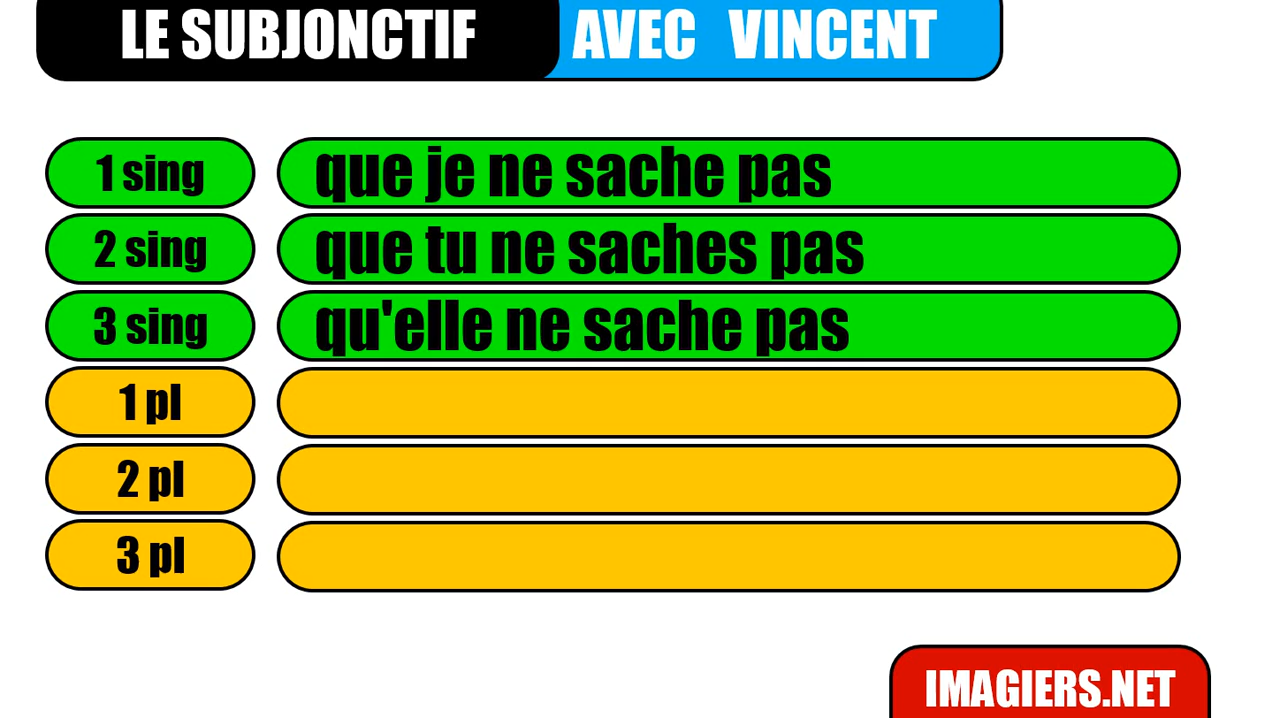 LE SUBJONCTIF AVEC VINCENT
1 sing que je ne sache pas
2 sing que tu ne saches pas
3 sing qu'elle ne sache pas
1 pl
2 pl
3 pl
IMAGIERS.NET